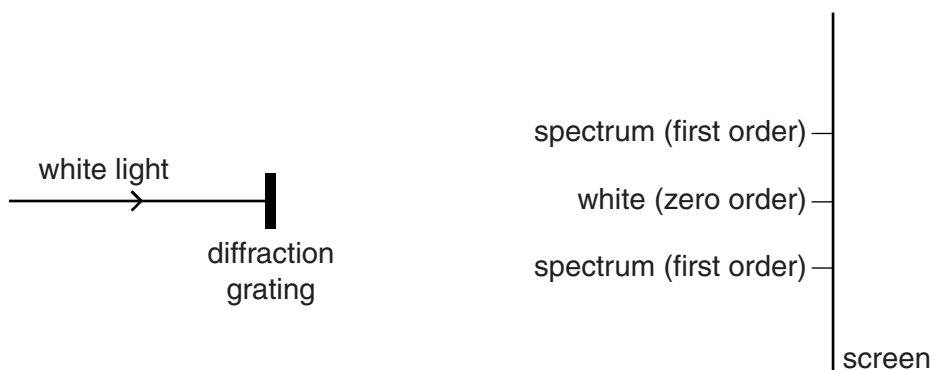 spectrum (first order)
white light
white (zero order)
diffraction
grating
spectrum (first order)
screen